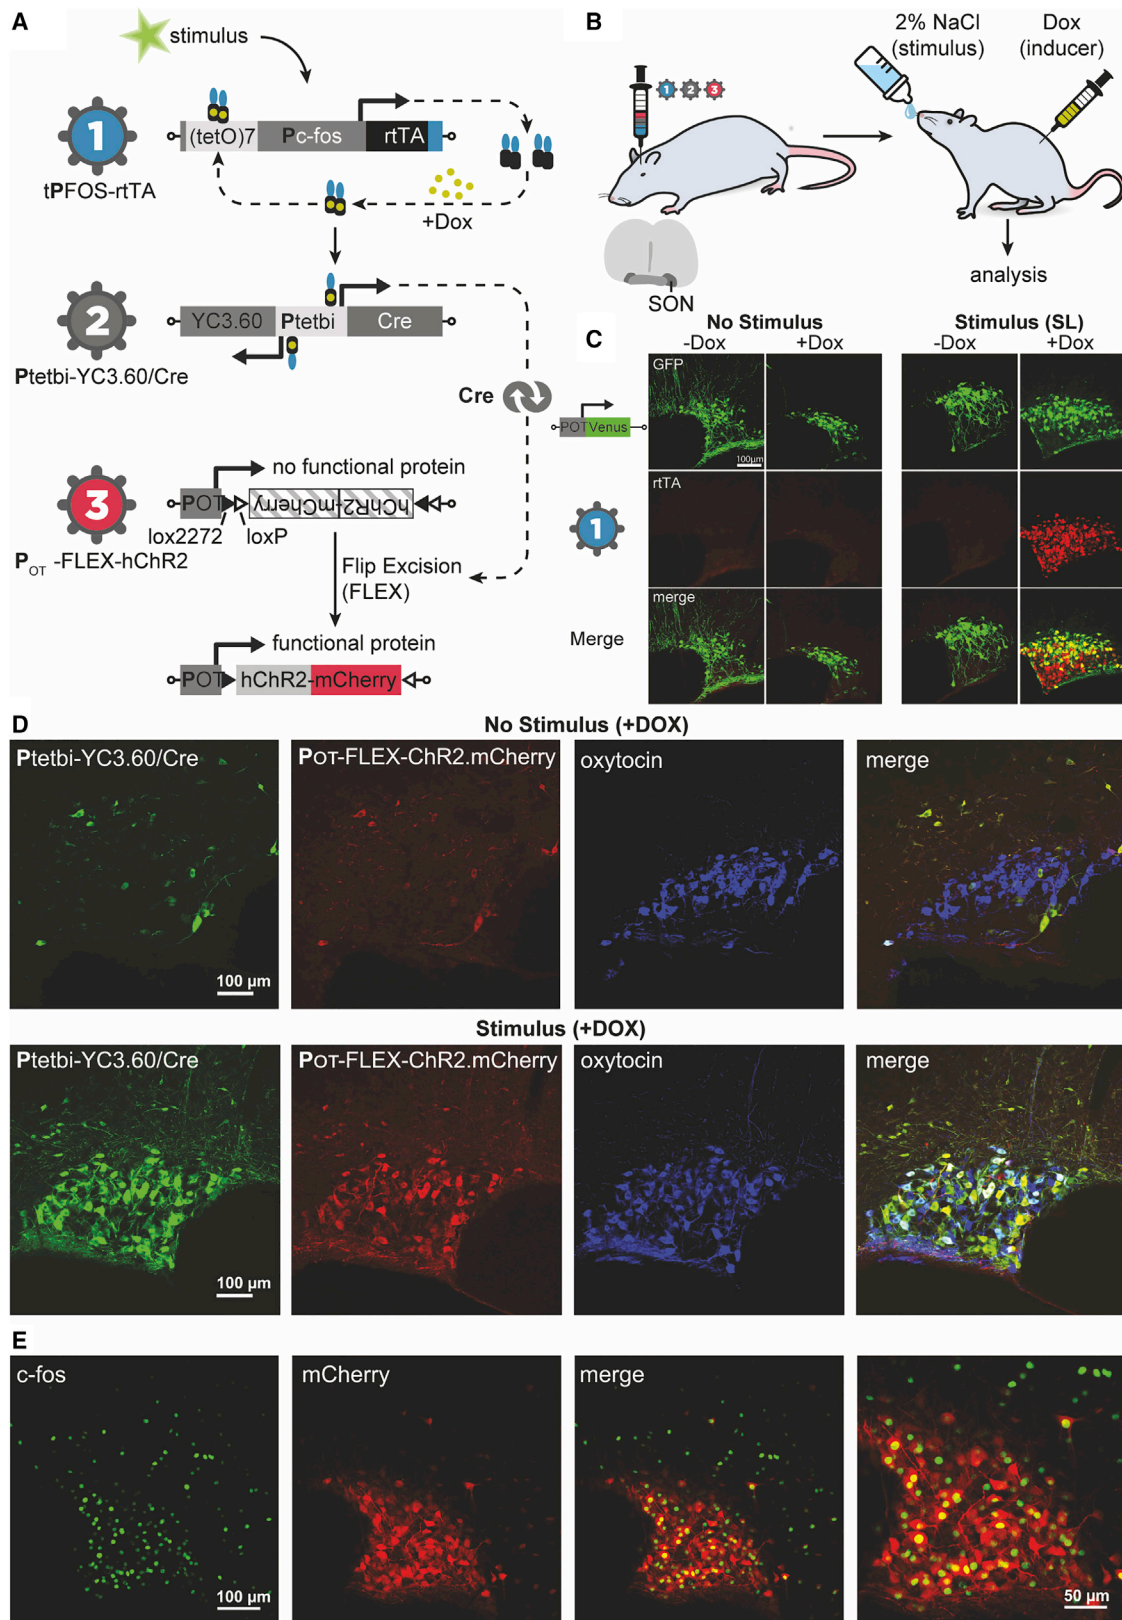 A
stimulus
1
(tetO)7
Pc-fos
rtTA
tPFOS-rtTA
+Dox
2
YC3.60
Ptetbi
Cre
Ptetbi-YC3.60/Cre
Cre
3
no functional protein
POT
hChR2-mCherry
lox2272
loxP
POT -FLEX-hChR2
Flip Excision
(FLEX)
functional protein
POT
hChR2-mCherry
B
2% NaCl
(stimulus)
Dox
(inducer)
1 2 3
SON
analysis
C
No Stimulus
Stimulus (SL)
-Dox
+Dox
-Dox
+Dox
GFP
POT Venus
100µm
rtTA
1
merge
Merge
D
No Stimulus (+DOX)
Ptetbi-YC3.60/Cre
POT-FLEX-ChR2.mCherry
oxytocin
merge
100 µm
Stimulus (+DOX)
Ptetbi-YC3.60/Cre
POT-FLEX-ChR2.mCherry
oxytocin
merge
100 µm
E
c-fos
mCherry
merge
100 µm
50 µm